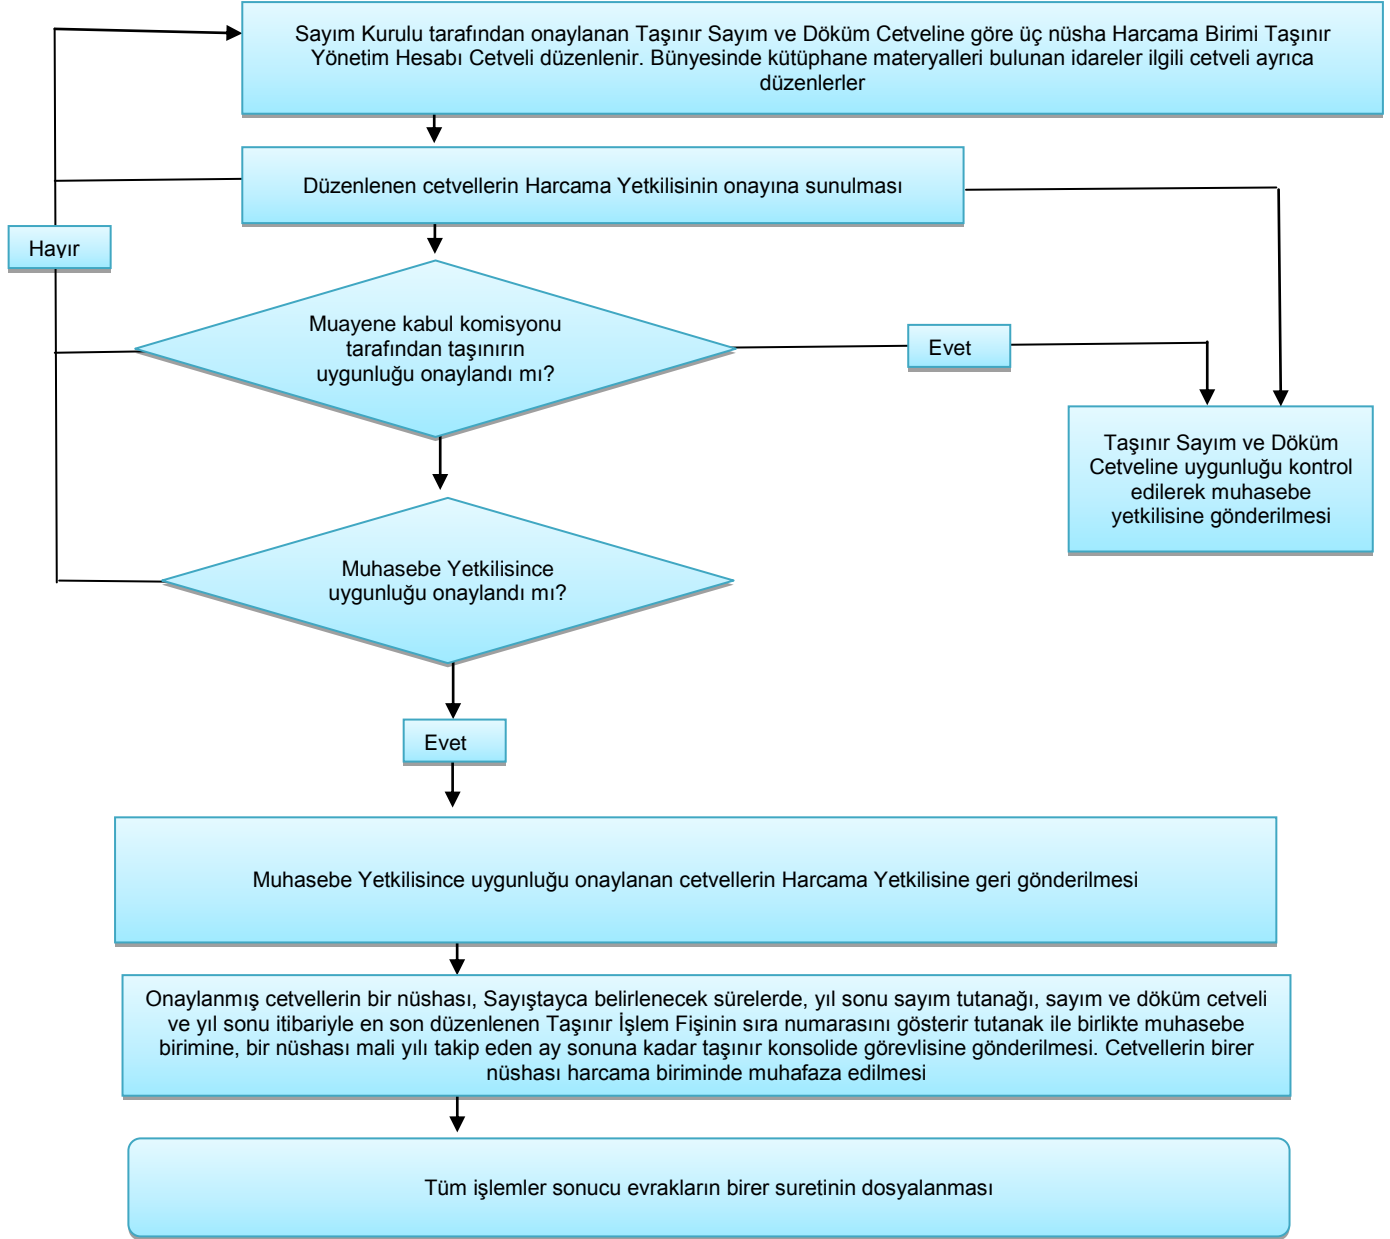 Sayım Kurulu tarafından onaylanan Taşınır Sayım ve Döküm Cetveline göre üç nüsha Harcama Birimi Taşınır
Yönetim Hesabı Cetveli düzenlenir. Bünyesinde kütüphane materyalleri bulunan idareler ilgili cetveli ayrıca
düzenlerler
Düzenlenen cetvellerin Harcama Yetkilisinin onayına sunulması
Hayır
Muayene kabul komisyonu
tarafından taşınırın
uygunluğu onaylandı mı?
Evet
Taşınır Sayım ve Döküm
Cetveline uygunluğu kontrol
edilerek muhasebe
yetkilisine gönderilmesi
Muhasebe Yetkilisince
uygunluğu onaylandı mı?
Evet
Muhasebe Yetkilisince uygunluğu onaylanan cetvellerin Harcama Yetkilisine geri gönderilmesi
Onaylanmış cetvellerin bir nüshası, Sayıştayca belirlenecek sürelerde, yıl sonu sayım tutanağı, sayım ve döküm cetveli
ve yıl sonu itibariyle en son düzenlenen Taşınır İşlem Fişinin sıra numarasını gösterir tutanak ile birlikte muhasebe
birimine, bir nüshası mali yılı takip eden ay sonuna kadar taşınır konsolide görevlisine gönderilmesi. Cetvellerin birer
nüshası harcama biriminde muhafaza edilmesi
Tüm işlemler sonucu evrakların birer suretinin dosyalanması